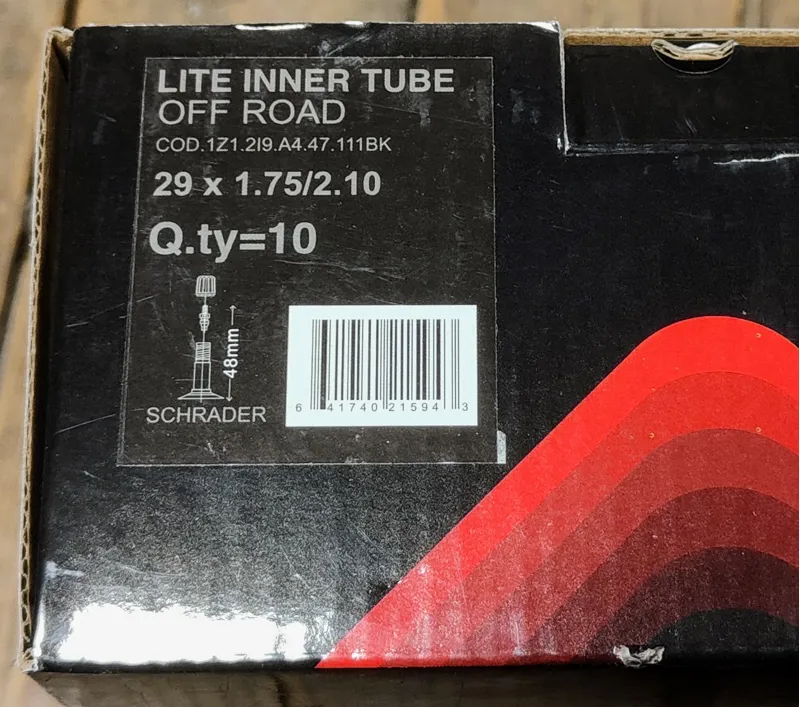 LITE INNER TUBE
OFF ROAD
COD.1Z1.2I9.A4.47.111BK
29 x 1.75/2.10
Q.ty=10
48mm
SCHRADER
6 41740 21594 3